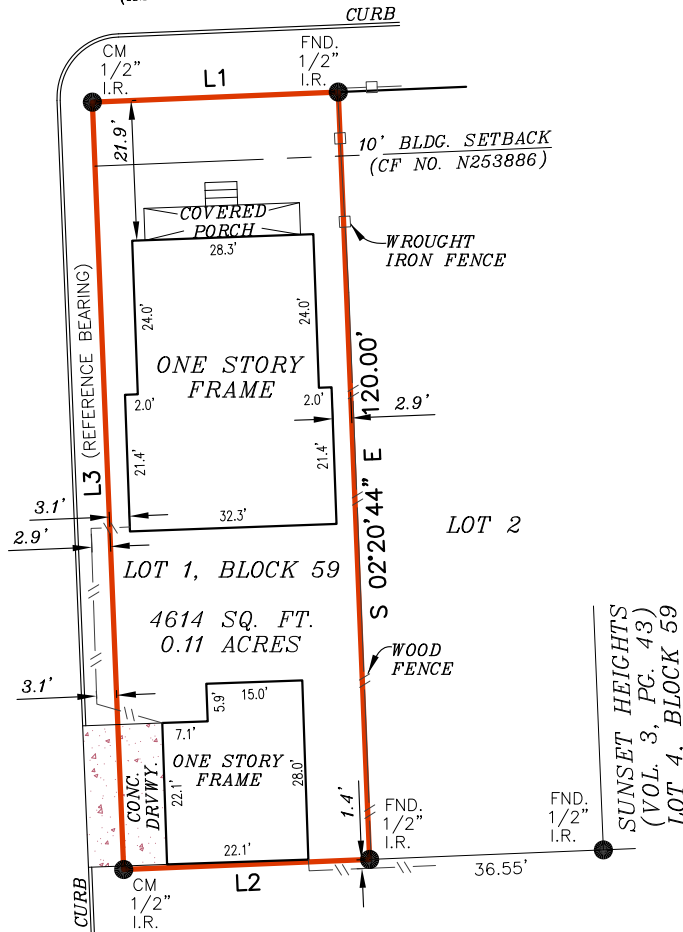 CURB
CM
1/2"
I.R.
L1
FND.
1/2"
I.R.
21.9'
10' BLDG. SETBACK
(CF NO. N253886)
COVERED
PORCH
28.3'
WROUGHT
IRON FENCE
24.0'
24.0'
ONE STORY
FRAME
2.0'
2.0'
2.9'
21.4'
21.4'
32.3'
L3 (REFERENCE BEARING)
S 02°20'44" E 120.00'
3.1'
2.9'
LOT 2
LOT 1, BLOCK 59
4614 SQ. FT.
0.11 ACRES
WOOD
FENCE
3.1'
5.9'
15.0'
7.1'
ONE STORY
FRAME
22.1'
28.0'
CONC.
DRVWY.
22.1'
1.4'
FND.
1/2"
I.R.
FND.
1/2"
I.R.
36.55'
L2
CM
1/2"
I.R.
CURB
SUNSET HEIGHTS
(VOL. 3, PG. 43)
LOT 4, BLOCK 59